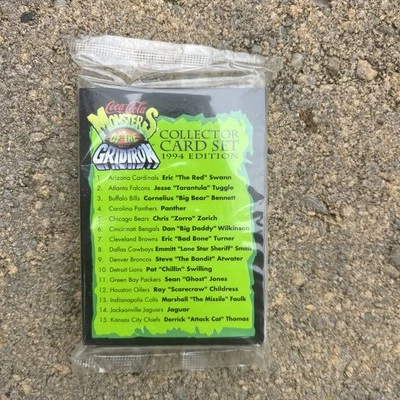 Coca-Cola
MONSTERS
OF THE
GRIDIRON
COLLECTOR
CARD SET
1994 EDITION
1. Arizona Cardinals Eric "The Red" Swann
2. Atlanta Falcons Jesse "Tarantula" Tuggle
3. Buffalo Bills Cornelius "Big Bear" Bennett
4. Carolina Panthers Panther
5. Chicago Bears Chris "Zorro" Zorich
6. Cincinnati Bengals Dan "Big Daddy" Wilkinson
7. Cleveland Browns Eric "Bad Bone" Turner
8. Dallas Cowboys Emmitt "Lone Star Sheriff" Smith
9. Denver Broncos Steve "The Bandit" Atwater
10. Detroit Lions Pat "Chillin" Swilling
11. Green Bay Packers Sean "Ghost" Jones
12. Houston Oilers Ray "Scarecraw" Childress
13. Indianapolis Colts Marshall "The Missile" Faulk
14. Jacksonville Jaguars Jaguar
15. Kansas City Chiefs Derrick "Attack Cat" Thomas